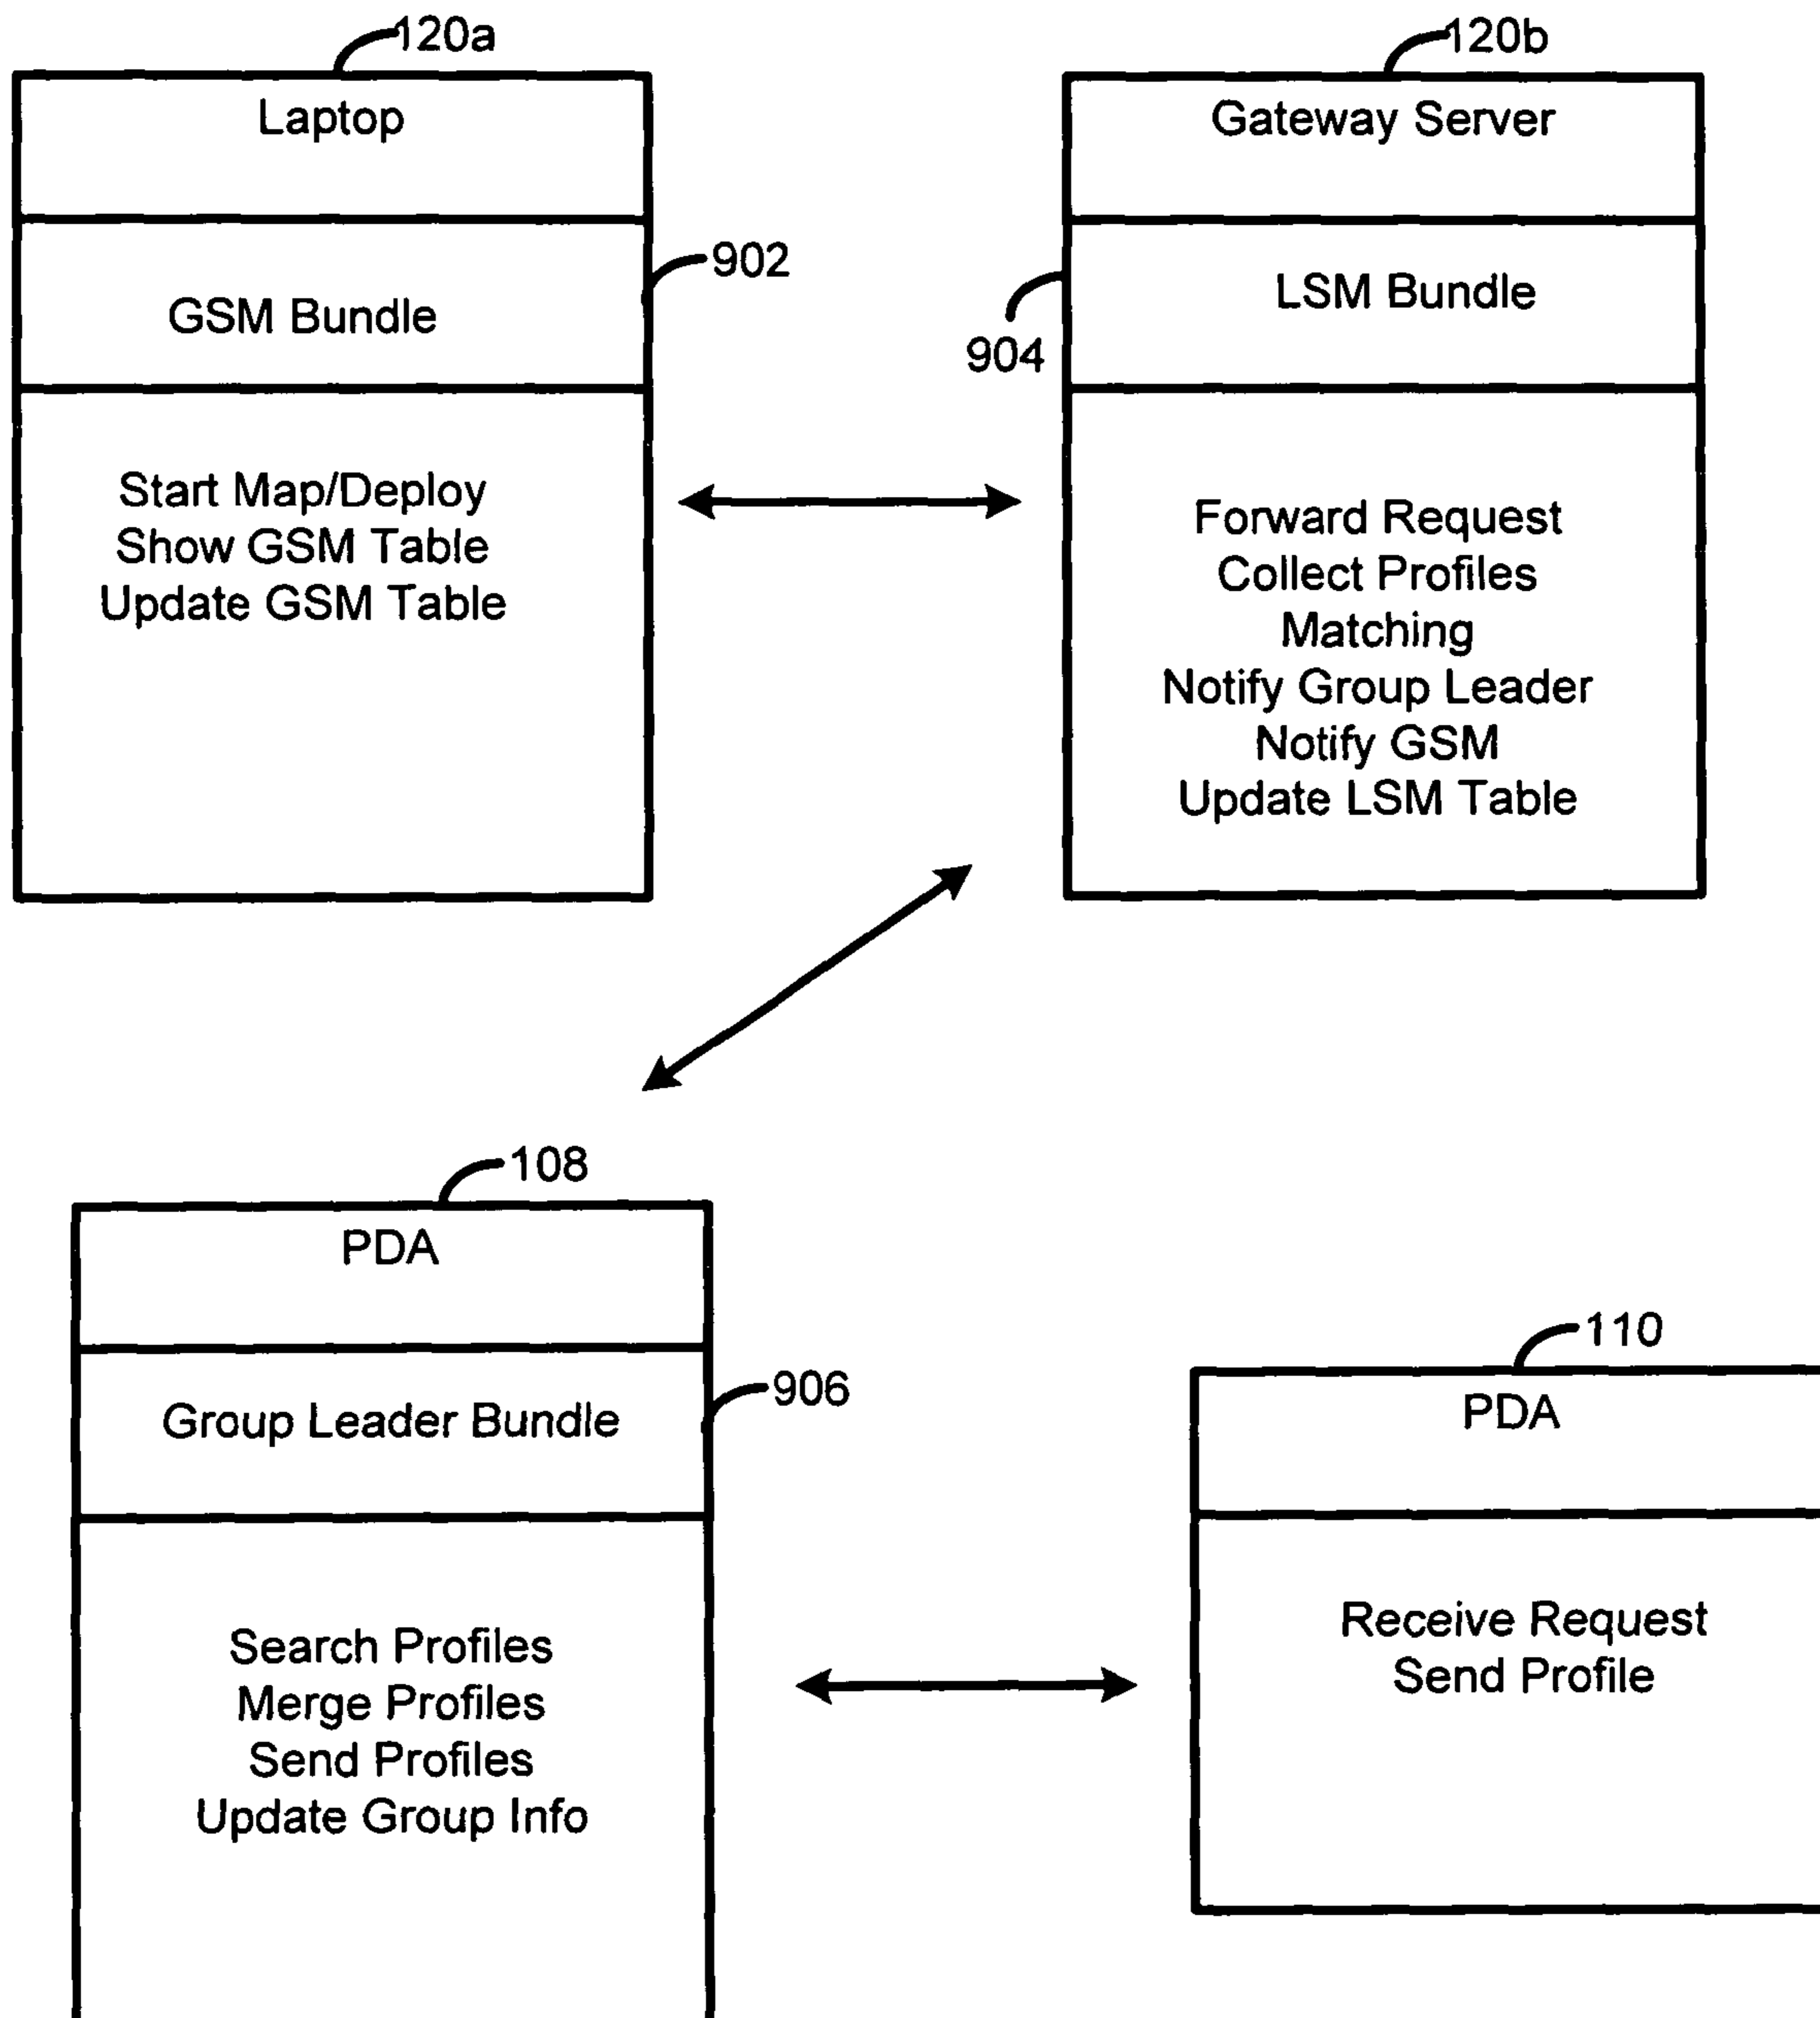 120a
Laptop
902
GSM Bundle
Start Map/Deploy
Show GSM Table
Update GSM Table
120b
Gateway Server
LSM Bundle
904
Forward Request
Collect Profiles
Matching
Notify Group Leader
Notify GSM
Update LSM Table
108
PDA
906
Group Leader Bundle
Search Profiles
Merge Profiles
Send Profiles
Update Group Info
110
PDA
Receive Request
Send Profile